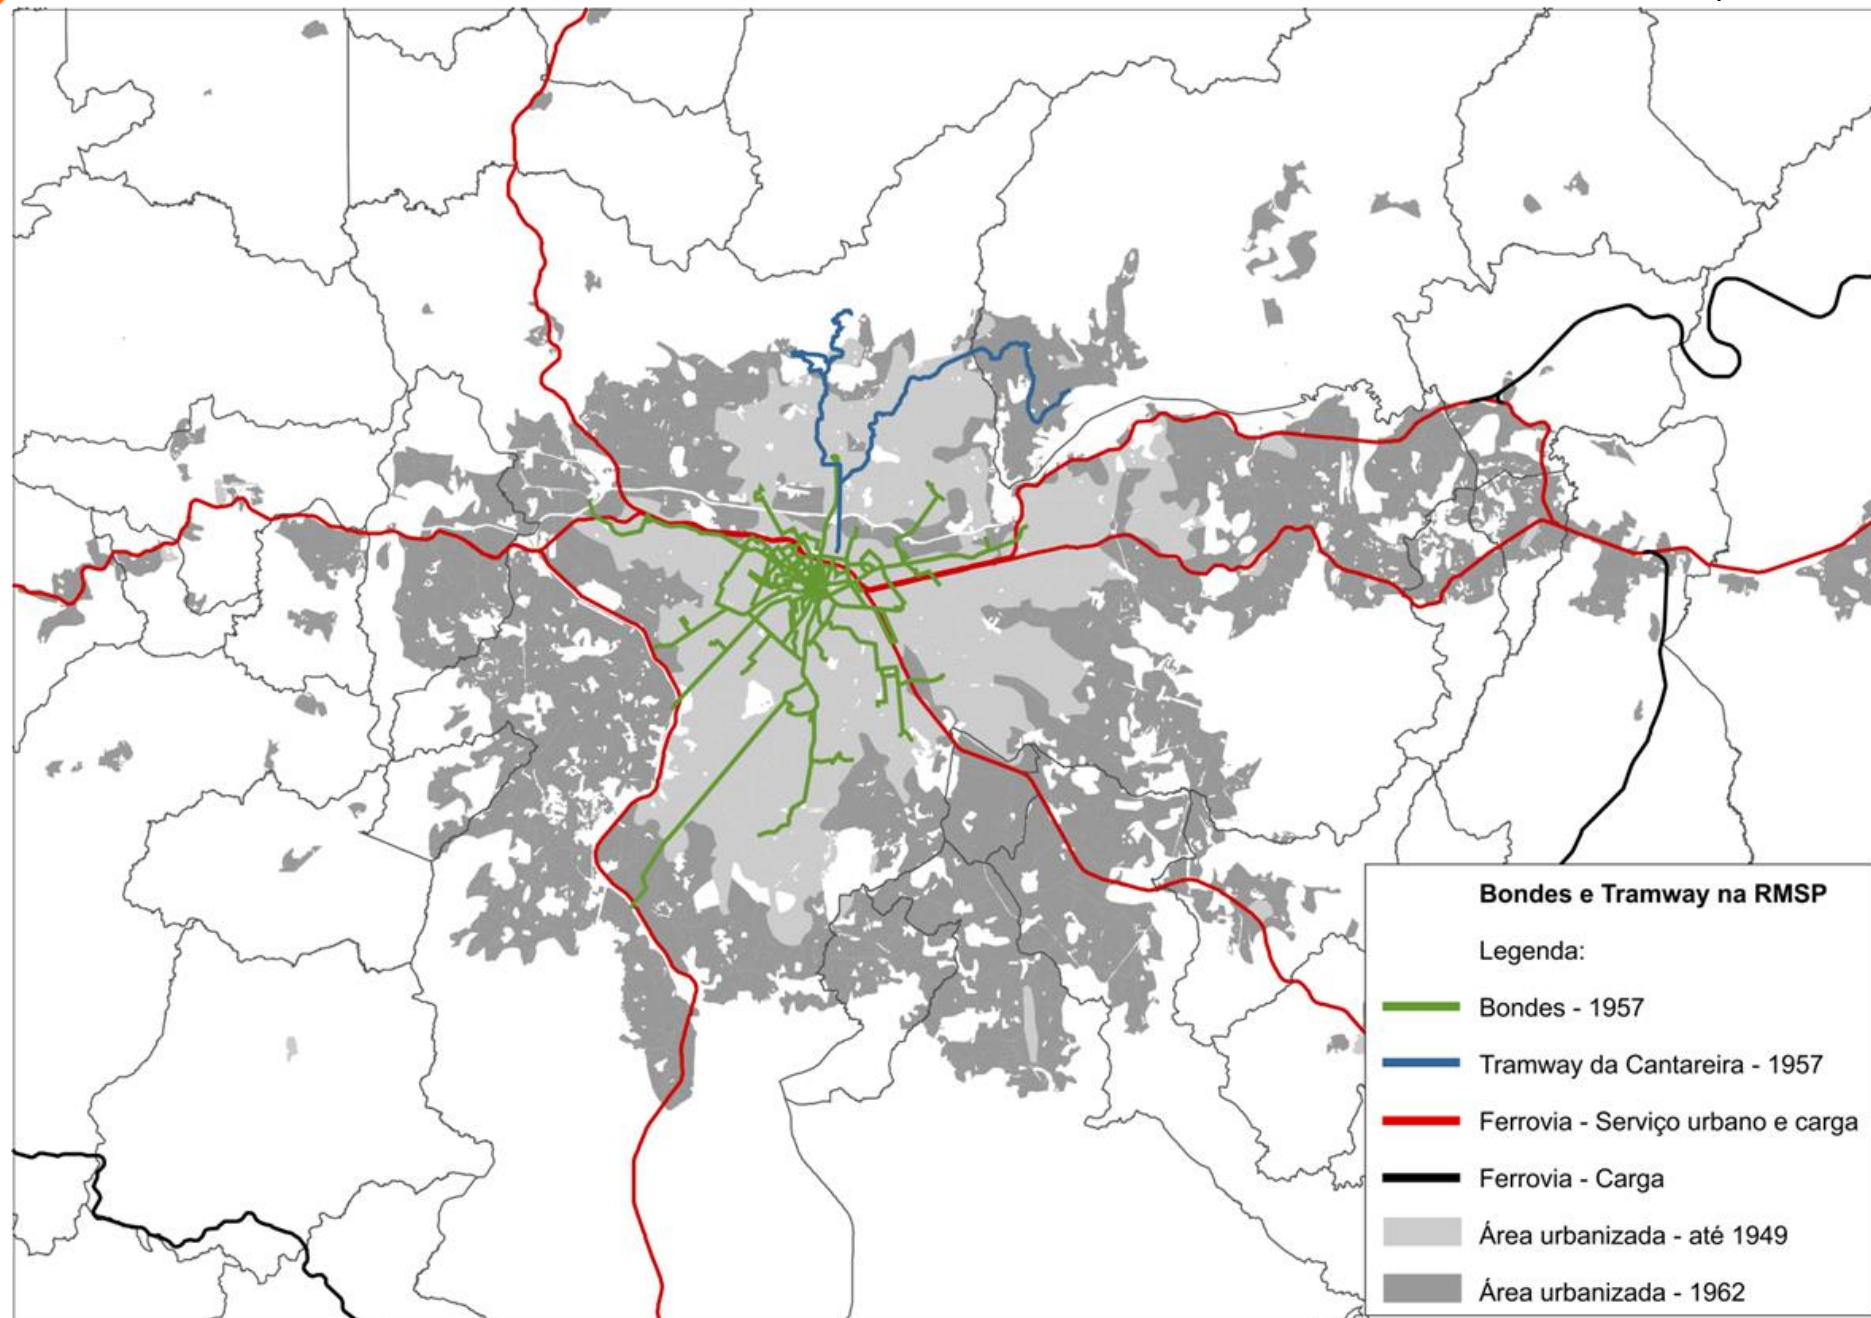 Bondes e Tramway na RMSP
Legenda:
Bondes - 1957
Tramway da Cantareira - 1957
Ferrovia - Serviço urbano e carga
Ferrovia - Carga
Área urbanizada - até 1949
Área urbanizada - 1962